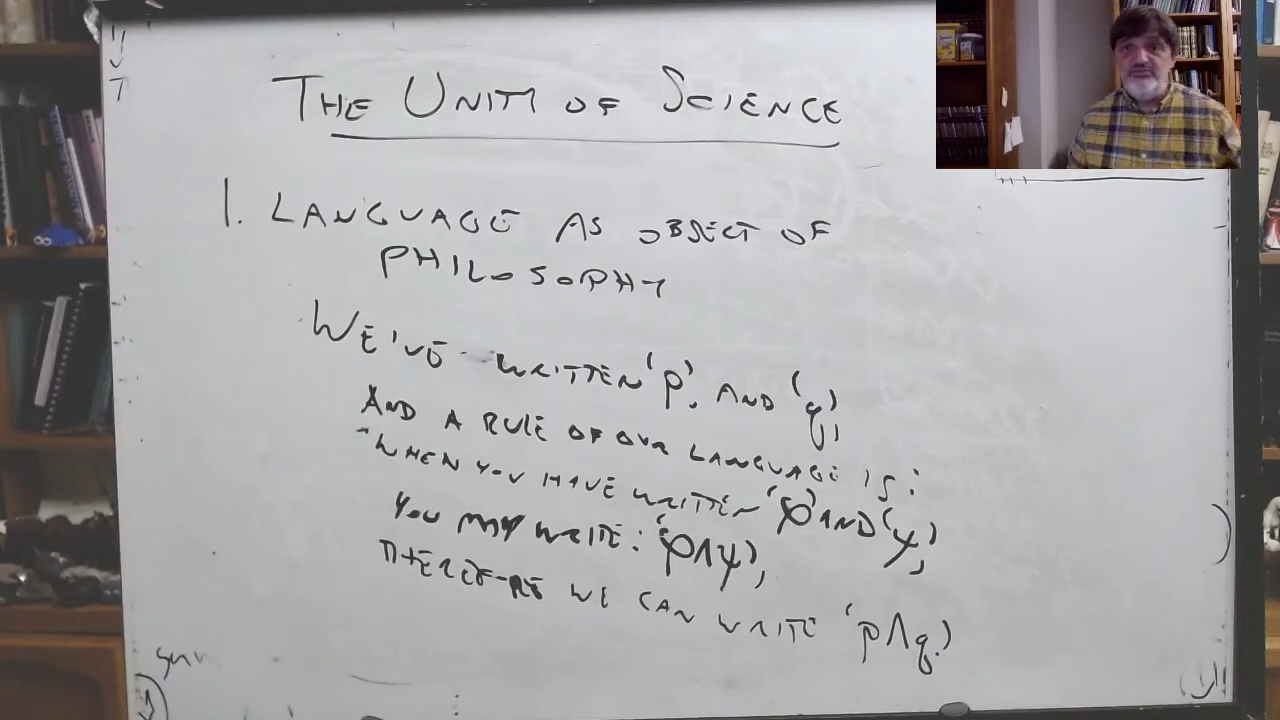 THE UNITY OF SCIENCE
1. LANGUAGE AS OBJECT OF
PHILOSOPHY
WE'VE WRITTEN 'p' AND 'q'
AND A RULE OF OUR LANGUAGE IS:
"WHEN YOU HAVE WRITTEN 'φ' AND 'ψ',
YOU MAY WRITE: 'φ∧ψ',
THEREFORE WE CAN WRITE 'p∧q'